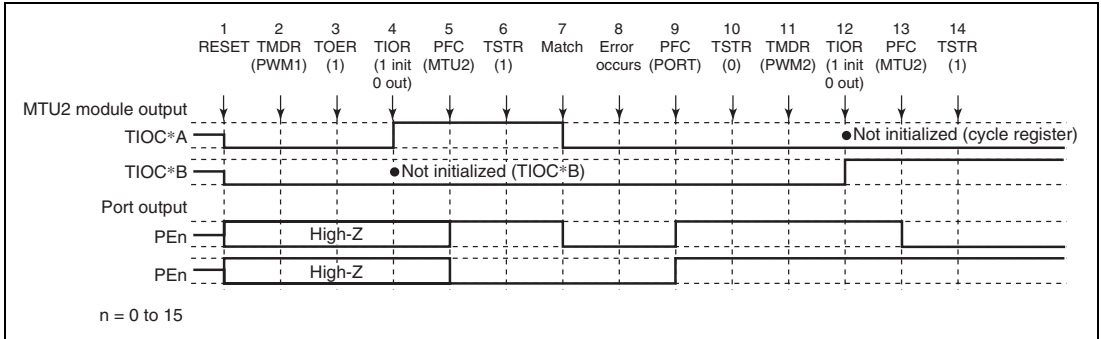 1 2 3 4 5 6 7 8 9 10 11 12 13 14
RESET TMDR TOER TIOR PFC TSTR Match Error PFC TSTR TMDR TIOR PFC TSTR
(PWM1) (1) (1 init (MTU2) (1) occurs (PORT) (0) (PWM2) (1 init (MTU2) (1)
0 out) 0 out)
MTU2 module output
TIOC*A ●Not initialized (cycle register)
TIOC*B ●Not initialized (TIOC*B)
Port output
PEn High-Z
PEn High-Z
n = 0 to 15